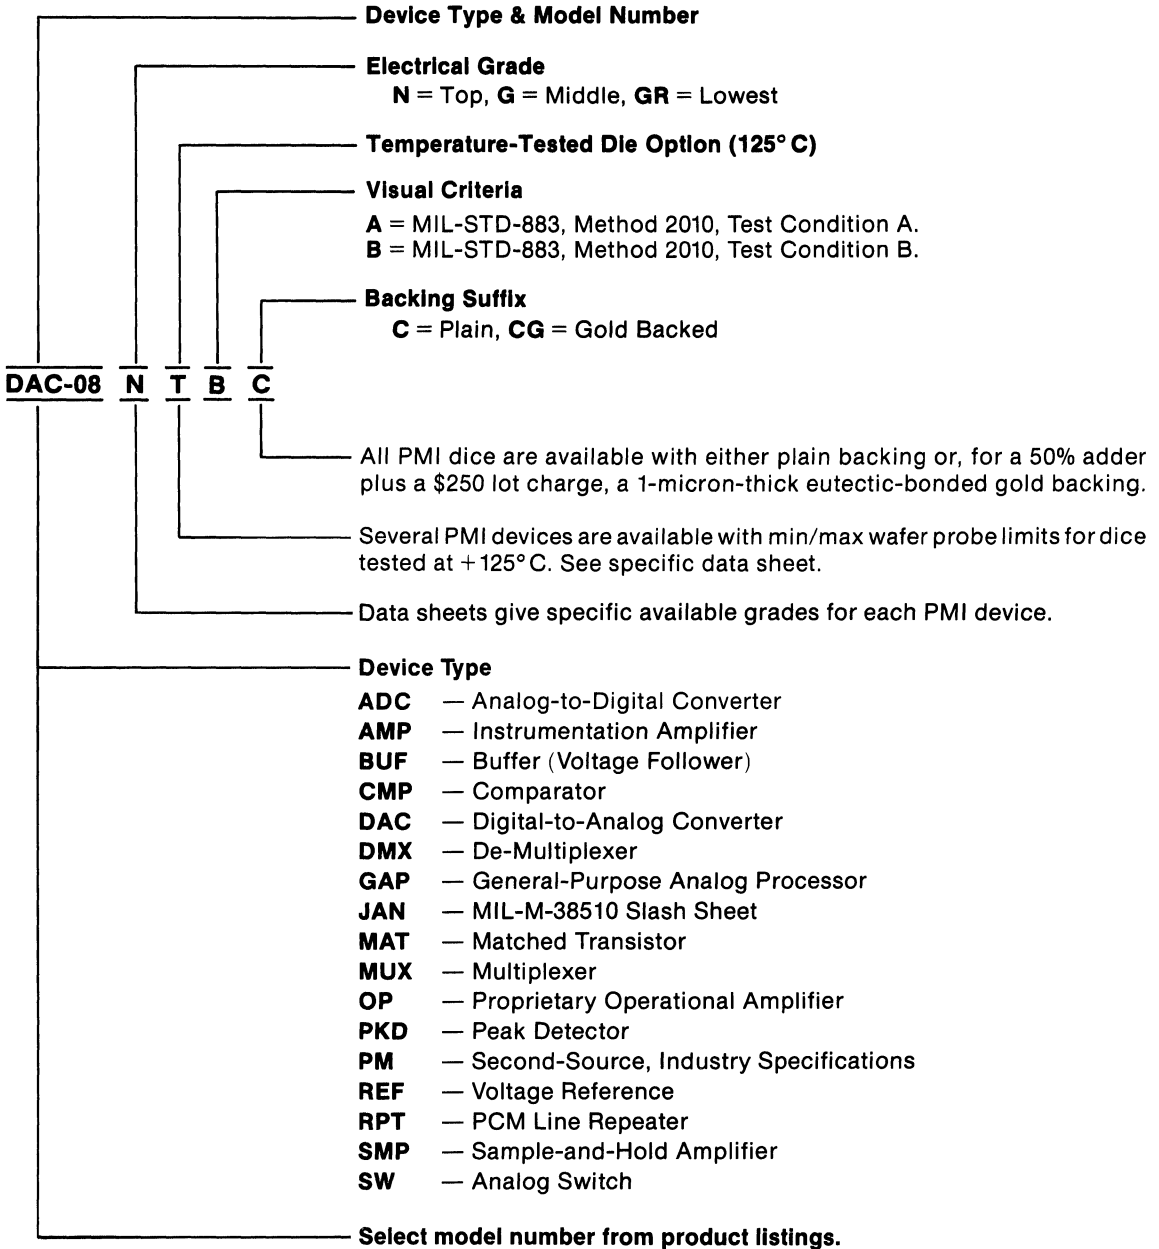 Device Type & Model Number
Electrical Grade
N = Top, G = Middle, GR = Lowest
Temperature-Tested Die Option (125° C)
Visual Criteria
A = MIL-STD-883, Method 2010, Test Condition A.
B = MIL-STD-883, Method 2010, Test Condition B.
Backing Suffix
C = Plain, CG = Gold Backed
DAC-08 N T B C
All PMI dice are available with either plain backing or, for a 50% adder
plus a $250 lot charge, a 1-micron-thick eutectic-bonded gold backing.
Several PMI devices are available with min/max wafer probe limits for dice
tested at +125° C. See specific data sheet.
Data sheets give specific available grades for each PMI device.
Device Type
ADC — Analog-to-Digital Converter
AMP — Instrumentation Amplifier
BUF — Buffer (Voltage Follower)
CMP — Comparator
DAC — Digital-to-Analog Converter
DMX — De-Multiplexer
GAP — General-Purpose Analog Processor
JAN — MIL-M-38510 Slash Sheet
MAT — Matched Transistor
MUX — Multiplexer
OP — Proprietary Operational Amplifier
PKD — Peak Detector
PM — Second-Source, Industry Specifications
REF — Voltage Reference
RPT — PCM Line Repeater
SMP — Sample-and-Hold Amplifier
SW — Analog Switch
Select model number from product listings.